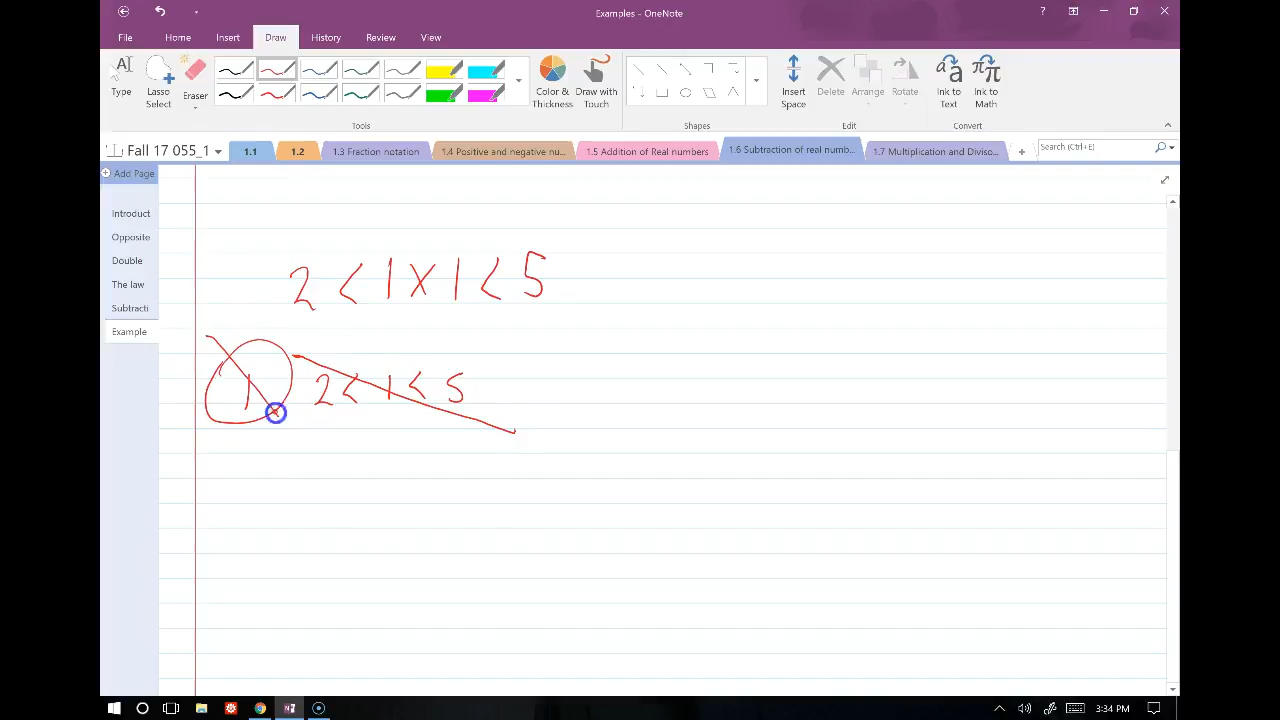 Examples - OneNote
?
File Home Insert Draw History Review View
Type
Lasso Select
Eraser
Color & Thickness
Draw with Touch
Insert Space
Delete
Arrange
Rotate
Ink to Text
Ink to Math
Tools Shapes Edit Convert
Fall 17 055_1
1.1
1.2
1.3 Fraction notation
1.4 Positive and negative nu...
1.5 Addition of Real numbers
1.6 Subtraction of real numb...
1.7 Multiplication and Diviso...
Search (Ctrl+E)
Add Page
Introduct
Opposite
Double
The law
Subtracti
Example
2 < |x| < 5
1 2 < 1 < 5
3:34 PM